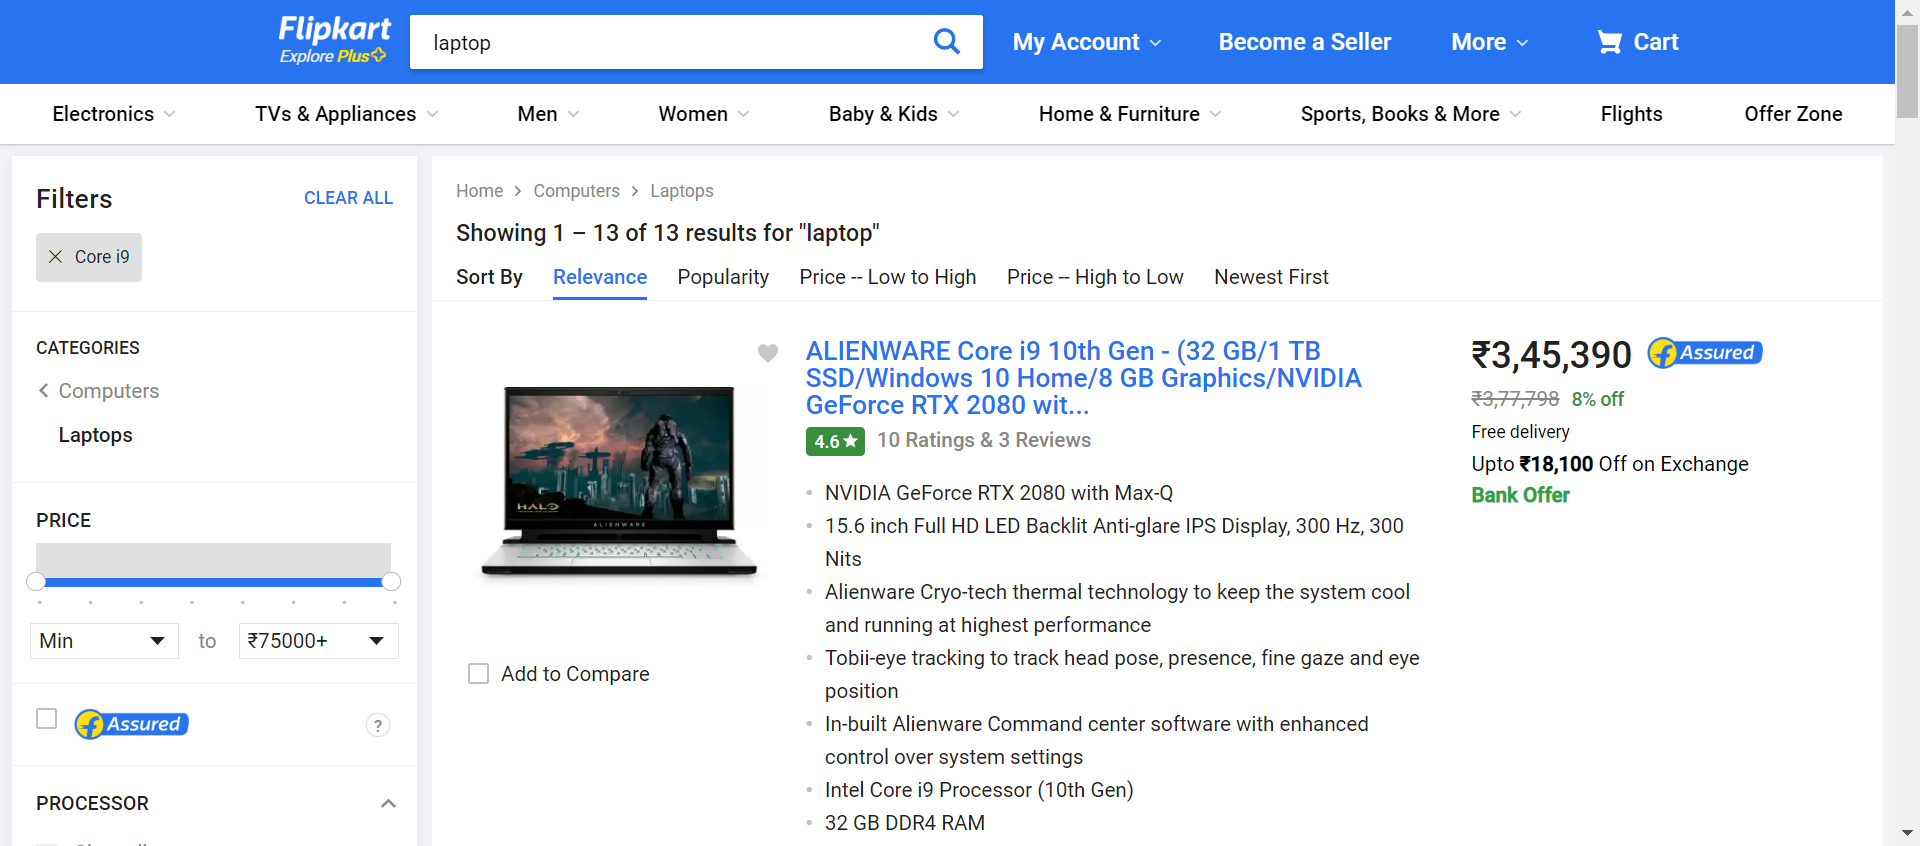 Flipkart
Explore Plus
laptop
My Account
Become a Seller
More
Cart
Electronics
TVs & Appliances
Men
Women
Baby & Kids
Home & Furniture
Sports, Books & More
Flights
Offer Zone
Filters
CLEAR ALL
Core i9
CATEGORIES
Computers
Laptops
PRICE
Min
to
₹75000+
Assured
?
PROCESSOR
Home
Computers
Laptops
Showing 1 – 13 of 13 results for "laptop"
Sort By
Relevance
Popularity
Price -- Low to High
Price -- High to Low
Newest First
HALO
ALIENWARE
Add to Compare
ALIENWARE Core i9 10th Gen - (32 GB/1 TB
SSD/Windows 10 Home/8 GB Graphics/NVIDIA
GeForce RTX 2080 wit...
4.6
10 Ratings & 3 Reviews
NVIDIA GeForce RTX 2080 with Max-Q
15.6 inch Full HD LED Backlit Anti-glare IPS Display, 300 Hz, 300
Nits
Alienware Cryo-tech thermal technology to keep the system cool
and running at highest performance
Tobii-eye tracking to track head pose, presence, fine gaze and eye
position
In-built Alienware Command center software with enhanced
control over system settings
Intel Core i9 Processor (10th Gen)
32 GB DDR4 RAM
₹3,45,390
Assured
₹3,77,798 8% off
Free delivery
Upto ₹18,100 Off on Exchange
Bank Offer